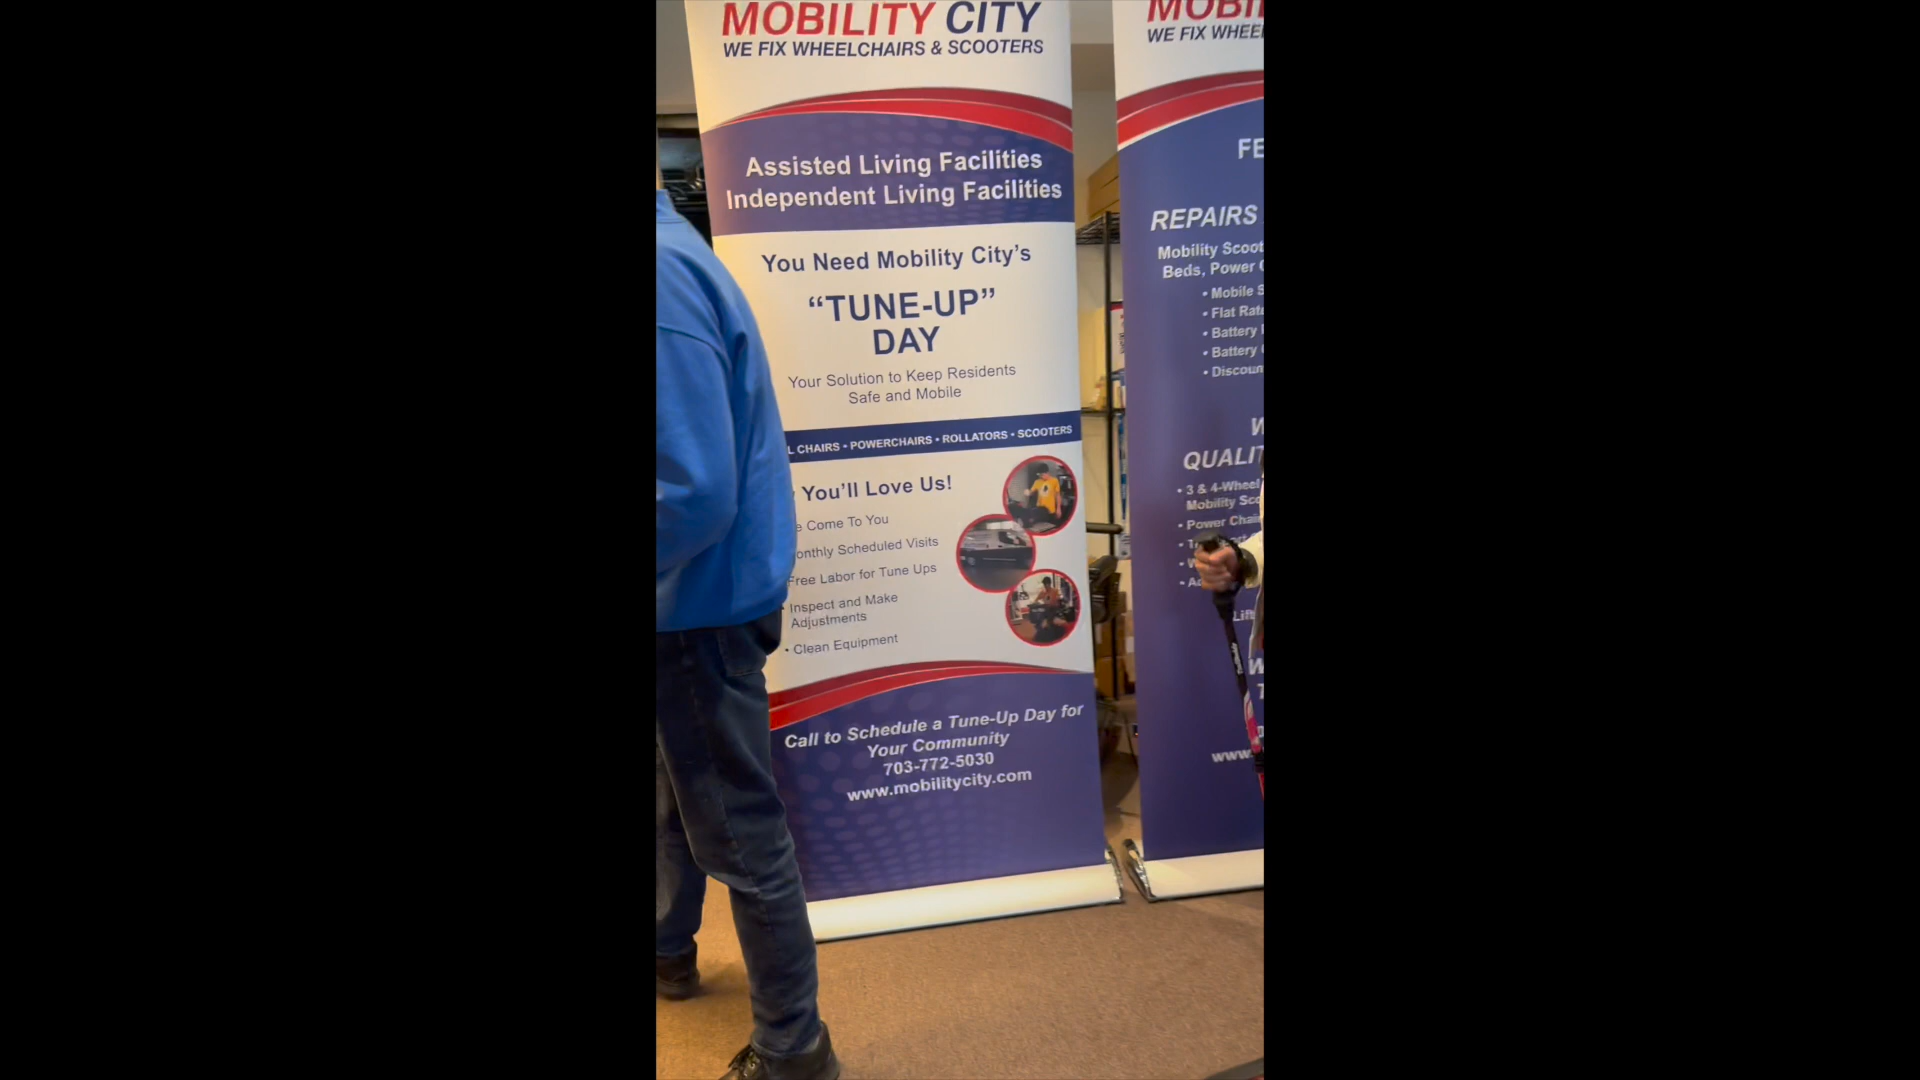 MOBILITY CITY
WE FIX WHEELCHAIRS & SCOOTERS
Assisted Living Facilities
Independent Living Facilities
You Need Mobility City's
“TUNE-UP”
DAY
Your Solution to Keep Residents
Safe and Mobile
L CHAIRS • POWERCHAIRS • ROLLATORS • SCOOTERS
You'll Love Us!
e Come To You
onthly Scheduled Visits
Free Labor for Tune Ups
• Inspect and Make
Adjustments
• Clean Equipment
Call to Schedule a Tune-Up Day for
Your Community
703-772-5030
www.mobilitycity.com
MOBI
WE FIX WHEE
FE
REPAIRS
Mobility Scoot
Beds, Power
• Mobile S
• Flat Rat
• Battery
• Battery
• Discoun
QUALIT
• 3 & 4-Wheel
Mobility Sco
• Power Chai
Lift
www.